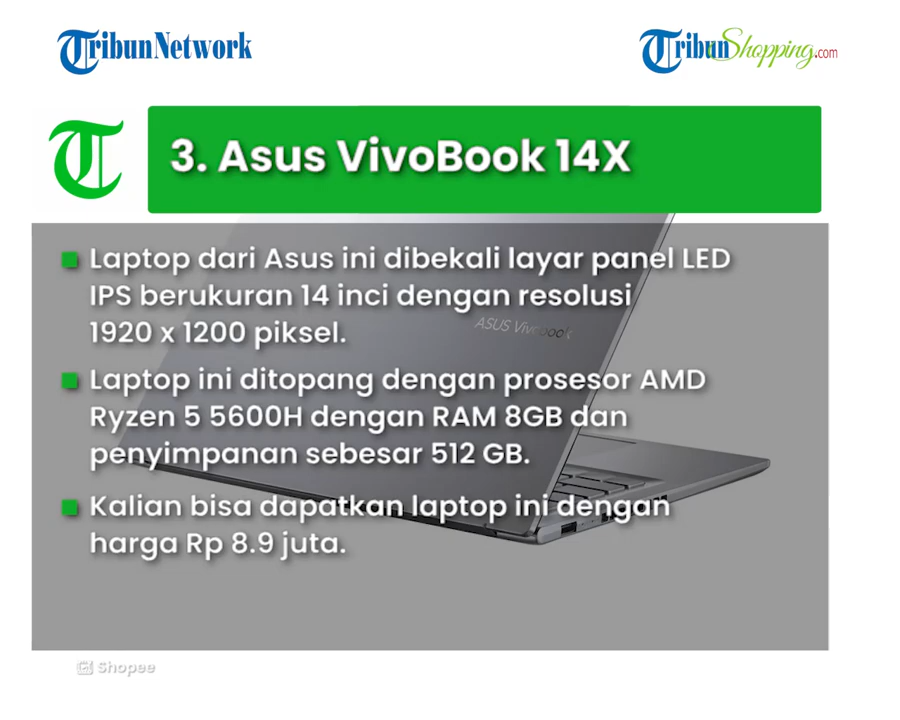 Tribun Network
TribunShopping.com
3. Asus VivoBook 14X
Laptop dari Asus ini dibekali layar panel LED
IPS berukuran 14 inci dengan resolusi
1920 x 1200 piksel.
ASUS Vivobook
Laptop ini ditopang dengan prosesor AMD
Ryzen 5 5600H dengan RAM 8GB dan
penyimpanan sebesar 512 GB.
Kalian bisa dapatkan laptop ini dengan
harga Rp 8.9 juta.
Shopee